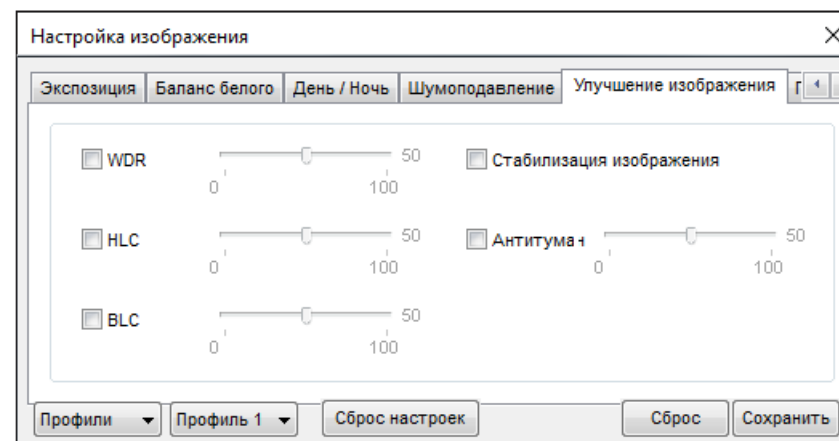 Настройка изображения
Экспозиция Баланс белого День / Ночь Шумоподавление Улучшение изображения
WDR 50 Стабилизация изображения
0 100
HLC 50 Антитуман 50
0 100 0 100
BLC 50
0 100
Профили Профиль 1 Сброс настроек Сброс Сохранить